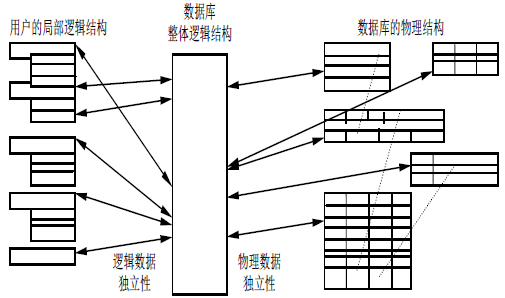 用户的局部逻辑结构
数据库
整体逻辑结构
数据库的物理结构
逻辑数据
独立性
物理数据
独立性